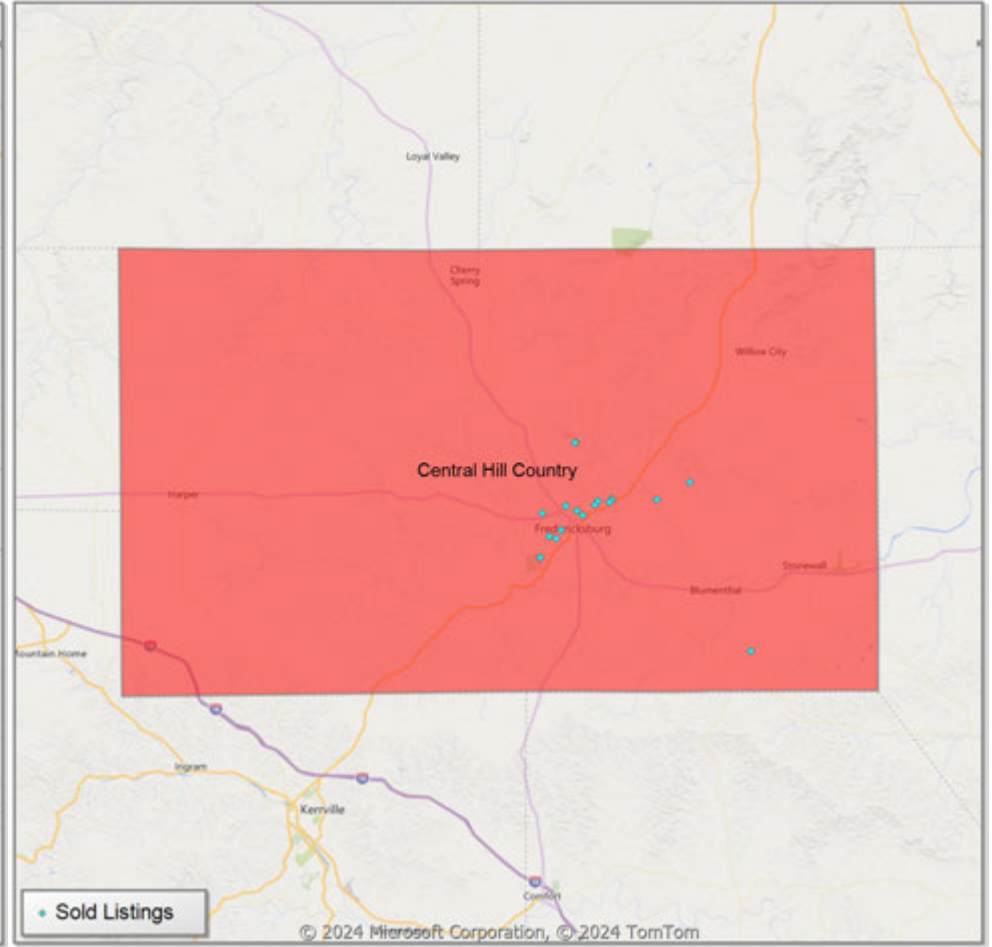 Loyal Valley
Cherry
Spring
Willow City
Central Hill Country
Harper
Fredericksburg
Stonewall
Blumenthal
Mountain Home
Ingram
Kerrville
Comfort
Sold Listings
© 2024 Microsoft Corporation, © 2024 TomTom